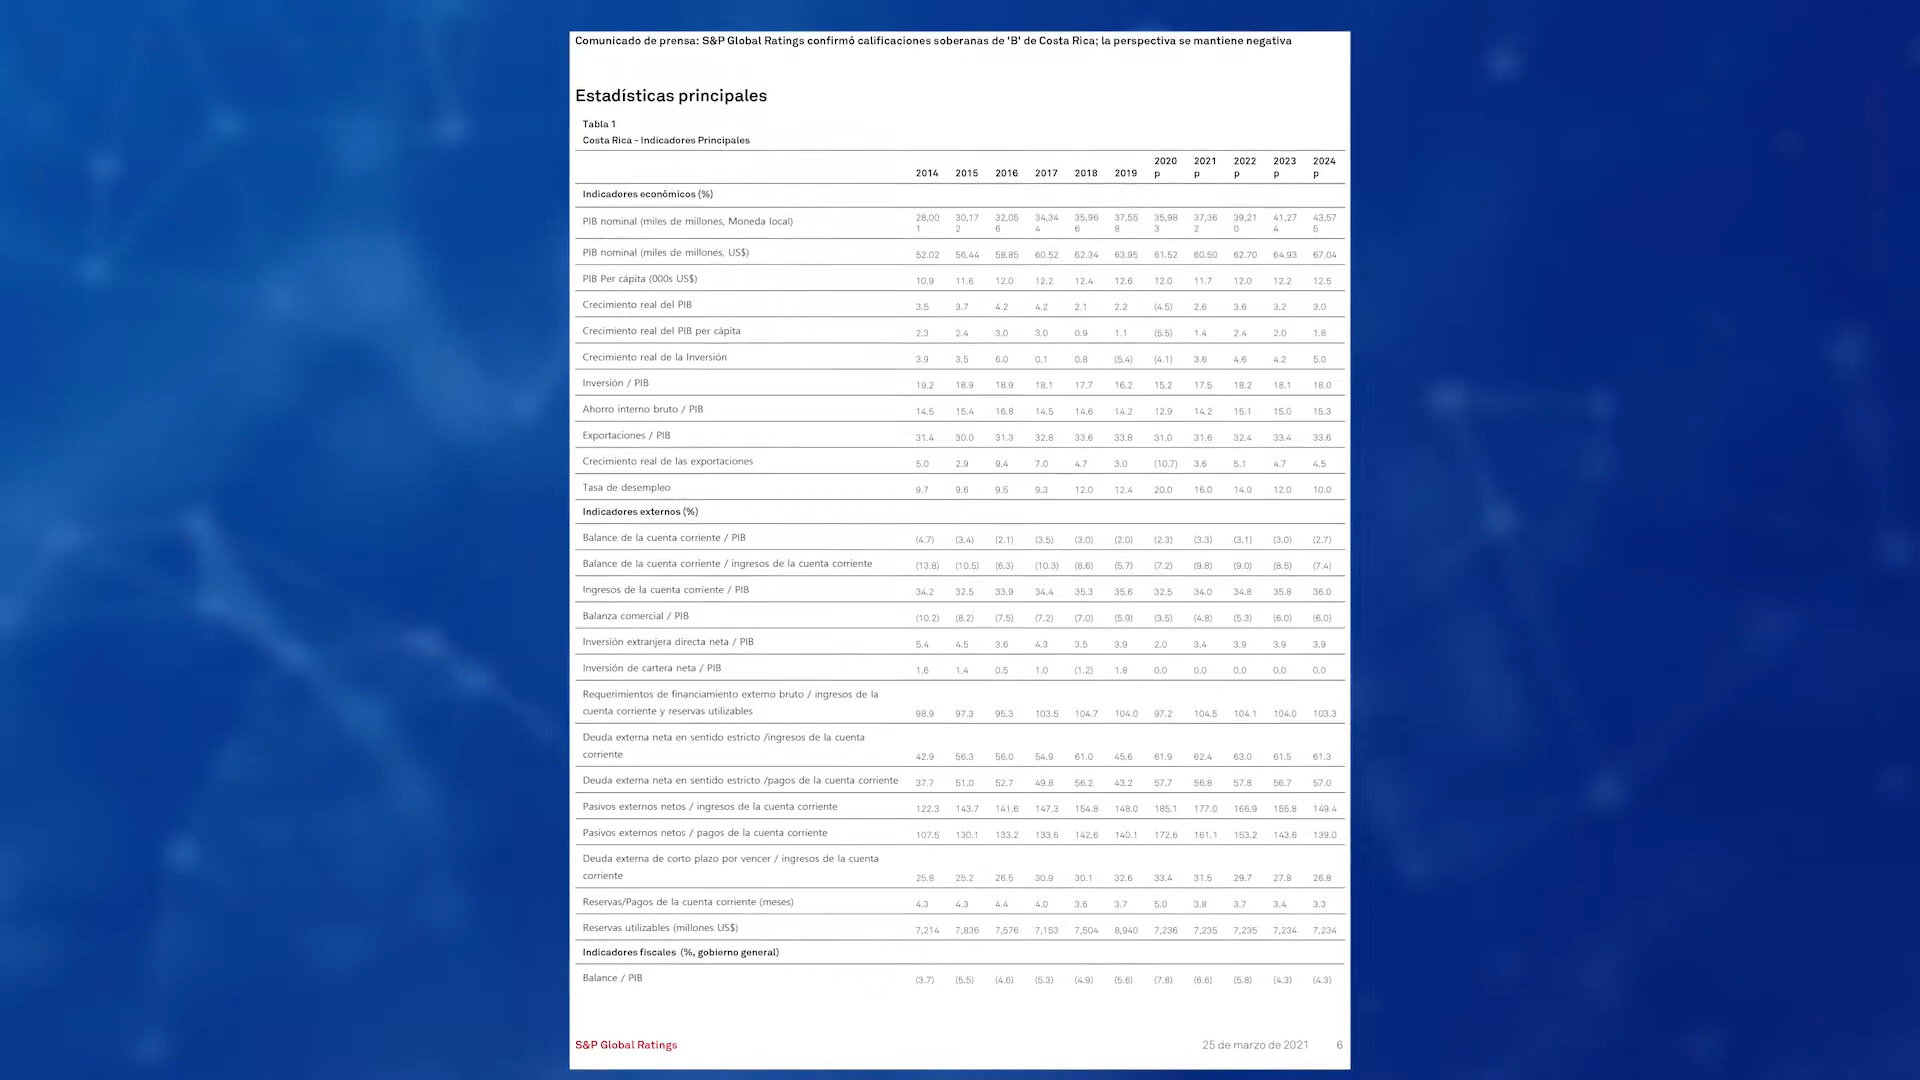 Comunicado de prensa: S&P Global Ratings confirmó calificaciones soberanas de 'B' de Costa Rica; la perspectiva se mantiene negativa
Estadísticas principales
Tabla 1
Costa Rica - Indicadores Principales
2014 2015 2016 2017 2018 2019 2020 p 2021 p 2022 p 2023 p 2024 p
Indicadores económicos (%)
PIB nominal (miles de millones, Moneda local) 28,001 30,172 32,056 34,344 35,966 37,558 35,983 37,362 39,210 41,274 43,575
PIB nominal (miles de millones, US$) 52.02 56.44 58.85 60.52 62.34 63.95 61.52 60.50 62.70 64.93 67.04
PIB Per cápita (000s US$) 10.9 11.6 12.0 12.2 12.4 12.6 12.0 11.7 12.0 12.2 12.5
Crecimiento real del PIB 3.5 3.7 4.2 4.2 2.1 2.2 (4.5) 2.6 3.6 3.2 3.0
Crecimiento real del PIB per cápita 2.3 2.4 3.0 3.0 0.9 1.1 (5.5) 1.4 2.4 2.0 1.8
Crecimiento real de la Inversión 3.9 3.5 6.0 0.1 0.8 (5.4) (4.1) 3.6 4.6 4.2 5.0
Inversión / PIB 19.2 18.9 18.9 18.1 17.7 16.2 15.2 17.5 18.2 18.1 18.0
Ahorro interno bruto / PIB 14.5 15.4 16.8 14.5 14.6 14.2 12.9 14.2 15.1 15.0 15.3
Exportaciones / PIB 31.4 30.0 31.3 32.8 33.6 33.8 31.0 31.6 32.4 33.4 33.6
Crecimiento real de las exportaciones 5.0 2.9 9.4 7.0 4.7 3.0 (10.7) 3.6 5.1 4.7 4.5
Tasa de desempleo 9.7 9.6 9.5 9.3 12.0 12.4 20.0 16.0 14.0 12.0 10.0
Indicadores externos (%)
Balance de la cuenta corriente / PIB (4.7) (3.4) (2.1) (3.5) (3.0) (2.0) (2.3) (3.3) (3.1) (3.0) (2.7)
Balance de la cuenta corriente / ingresos de la cuenta corriente (13.8) (10.5) (6.3) (10.3) (8.6) (5.7) (7.2) (9.8) (9.0) (8.5) (7.4)
Ingresos de la cuenta corriente / PIB 34.2 32.5 33.9 34.4 35.3 35.6 32.5 34.0 34.8 35.8 36.0
Balanza comercial / PIB (10.2) (8.2) (7.5) (7.2) (7.0) (5.9) (3.5) (4.8) (5.3) (6.0) (6.0)
Inversión extranjera directa neta / PIB 5.4 4.5 3.6 4.3 3.5 3.9 2.0 3.4 3.9 3.9 3.9
Inversión de cartera neta / PIB 1.6 1.4 0.5 1.0 (1.2) 1.8 0.0 0.0 0.0 0.0 0.0
Requerimientos de financiamiento externo bruto / ingresos de la
cuenta corriente y reservas utilizables 98.9 97.3 95.3 103.5 104.7 104.0 97.2 104.5 104.1 104.0 103.3
Deuda externa neta en sentido estricto /ingresos de la cuenta
corriente 42.9 56.3 56.0 54.9 61.0 45.6 61.9 62.4 63.0 61.5 61.3
Deuda externa neta en sentido estricto /pagos de la cuenta corriente 37.7 51.0 52.7 49.8 56.2 43.2 57.7 56.8 57.8 56.7 57.0
Pasivos externos netos / ingresos de la cuenta corriente 122.3 143.7 141.6 147.3 154.8 148.0 185.1 177.0 166.9 155.8 149.4
Pasivos externos netos / pagos de la cuenta corriente 107.5 130.1 133.2 133.6 142.6 140.1 172.6 161.1 153.2 143.6 139.0
Deuda externa de corto plazo por vencer / ingresos de la cuenta
corriente 25.8 25.2 26.5 30.9 30.1 32.6 33.4 31.5 29.7 27.8 26.8
Reservas/Pagos de la cuenta corriente (meses) 4.3 4.3 4.4 4.0 3.6 3.7 5.0 3.8 3.7 3.4 3.3
Reservas utilizables (millones US$) 7,214 7,836 7,576 7,153 7,504 8,940 7,236 7,235 7,235 7,234 7,234
Indicadores fiscales (%, gobierno general)
Balance / PIB (3.7) (5.5) (4.6) (5.3) (4.9) (5.6) (7.8) (6.6) (5.8) (4.3) (4.3)
S&P Global Ratings 25 de marzo de 2021 6